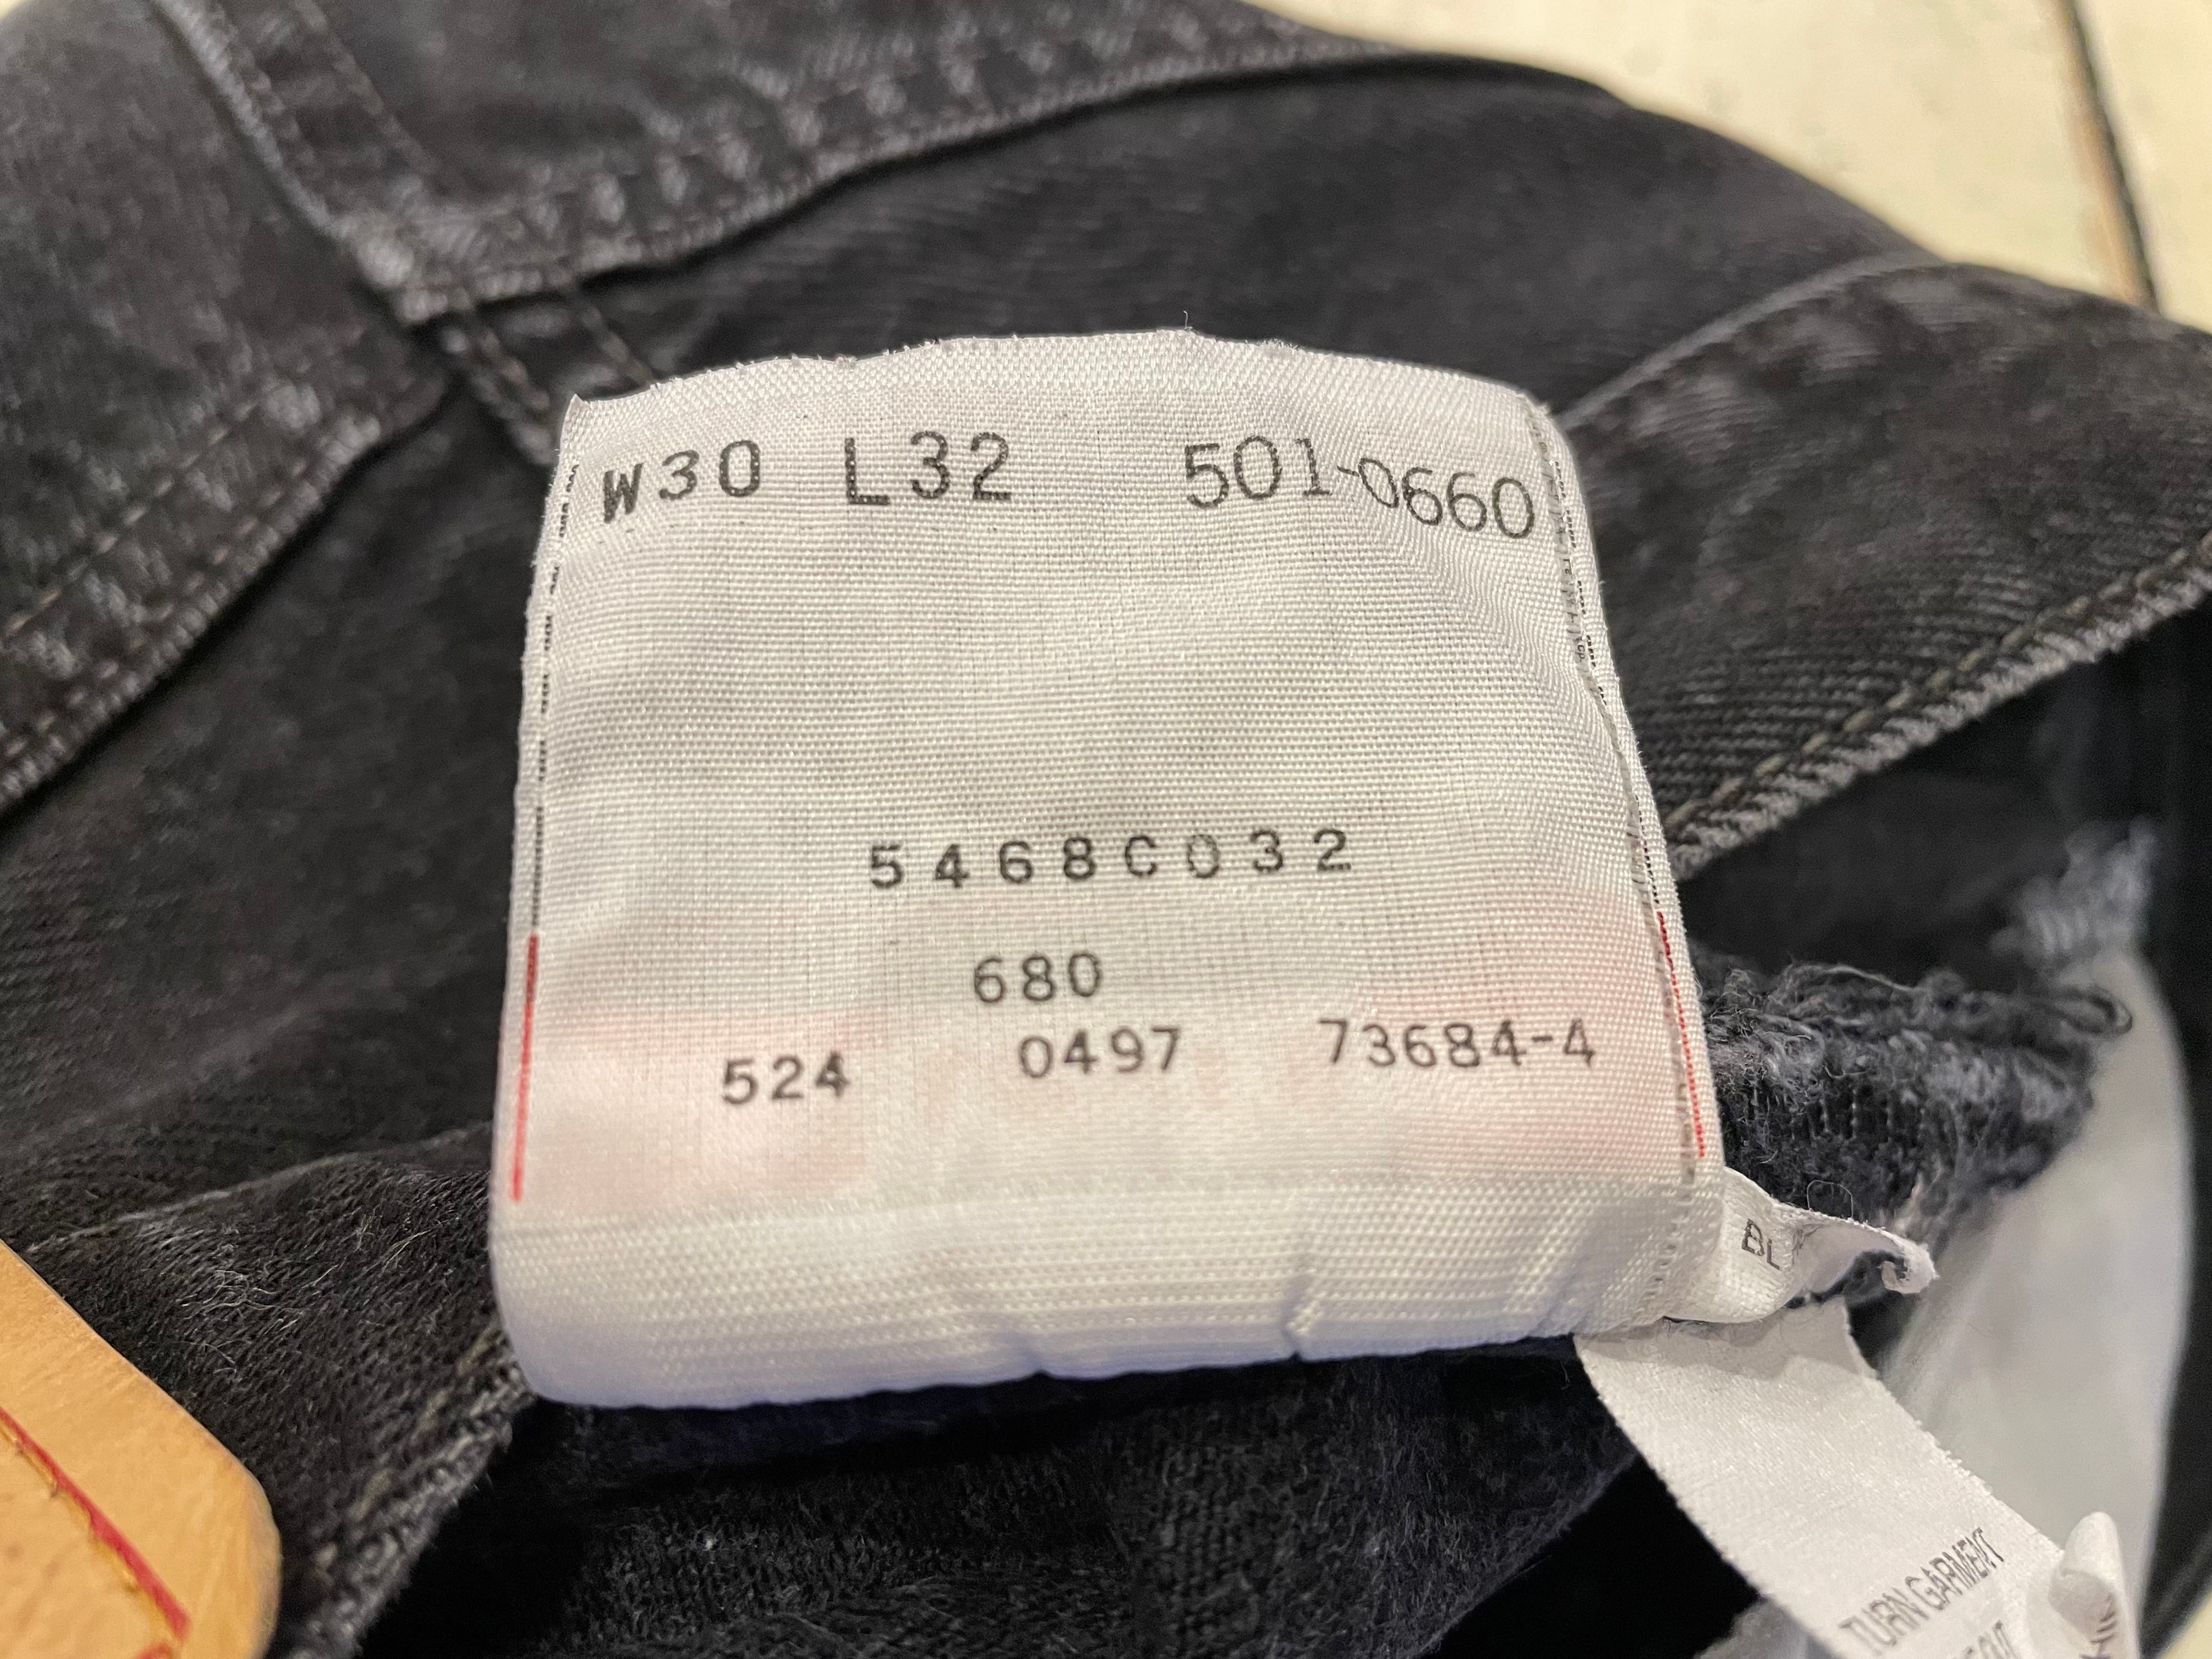 W30 L32 501-0660
5468C032
680
524 0497 73684-4
TURN GARMENT